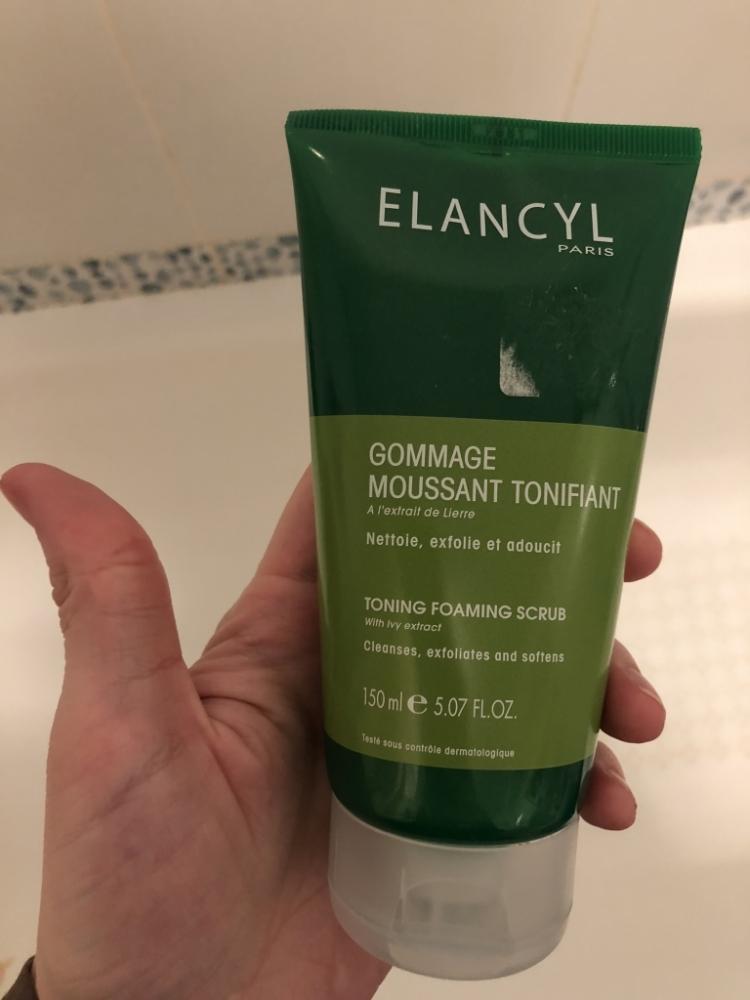 ELANCYL
PARIS
GOMMAGE
MOUSSANT TONIFIANT
A l'extrait de Lierre
Nettoie, exfolie et adoucit
TONING FOAMING SCRUB
With Ivy extract
Cleanses, exfoliates and softens
150 ml e 5.07 FL.OZ.
Testé sous contrôle dermatologique